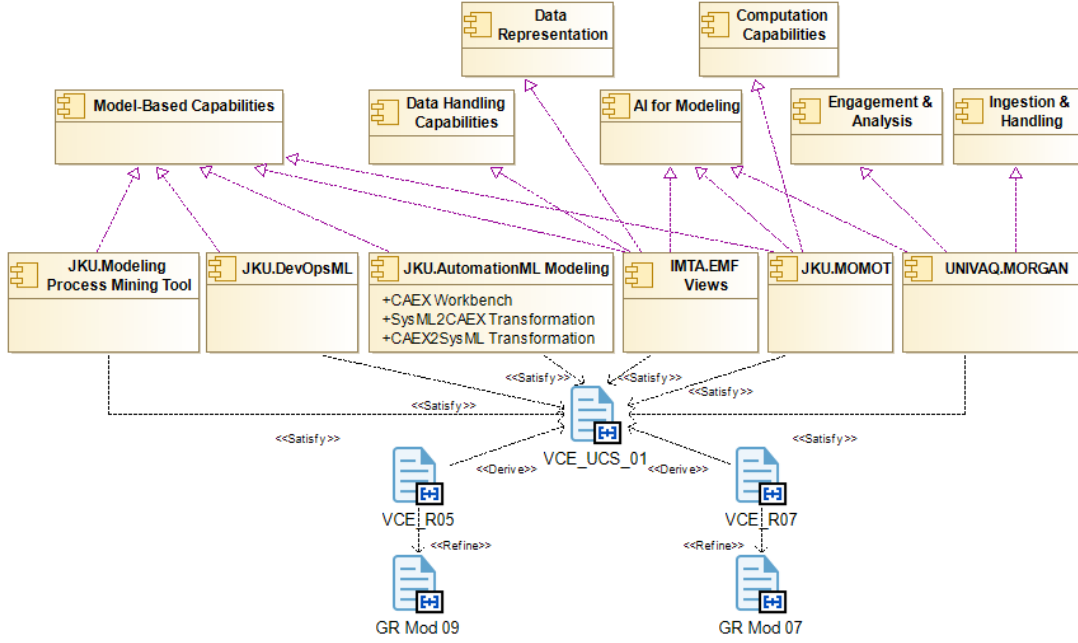 Data
Representation
Computation
Capabilities
Model-Based Capabilities
Data Handling
Capabilities
AI for Modeling
Engagement &
Analysis
Ingestion &
Handling
JKU.Modeling
Process Mining Tool
JKU.DevOpsML
JKU.AutomationML Modeling
+CAEX Workbench
+SysML2CAEX Transformation
+CAEX2SysML Transformation
IMTA.EMF
Views
JKU.MOMOT
UNIVAQ.MORGAN
<<Satisfy>>
<<Satisfy>>
<<Satisfy>>
<<Satisfy>>
<<Satisfy>>
<<Satisfy>>
VCE_UCS_01
<<Derive>>
<<Derive>>
VCE_R05
VCE_R07
<<Refine>>
<<Refine>>
GR Mod 09
GR Mod 07